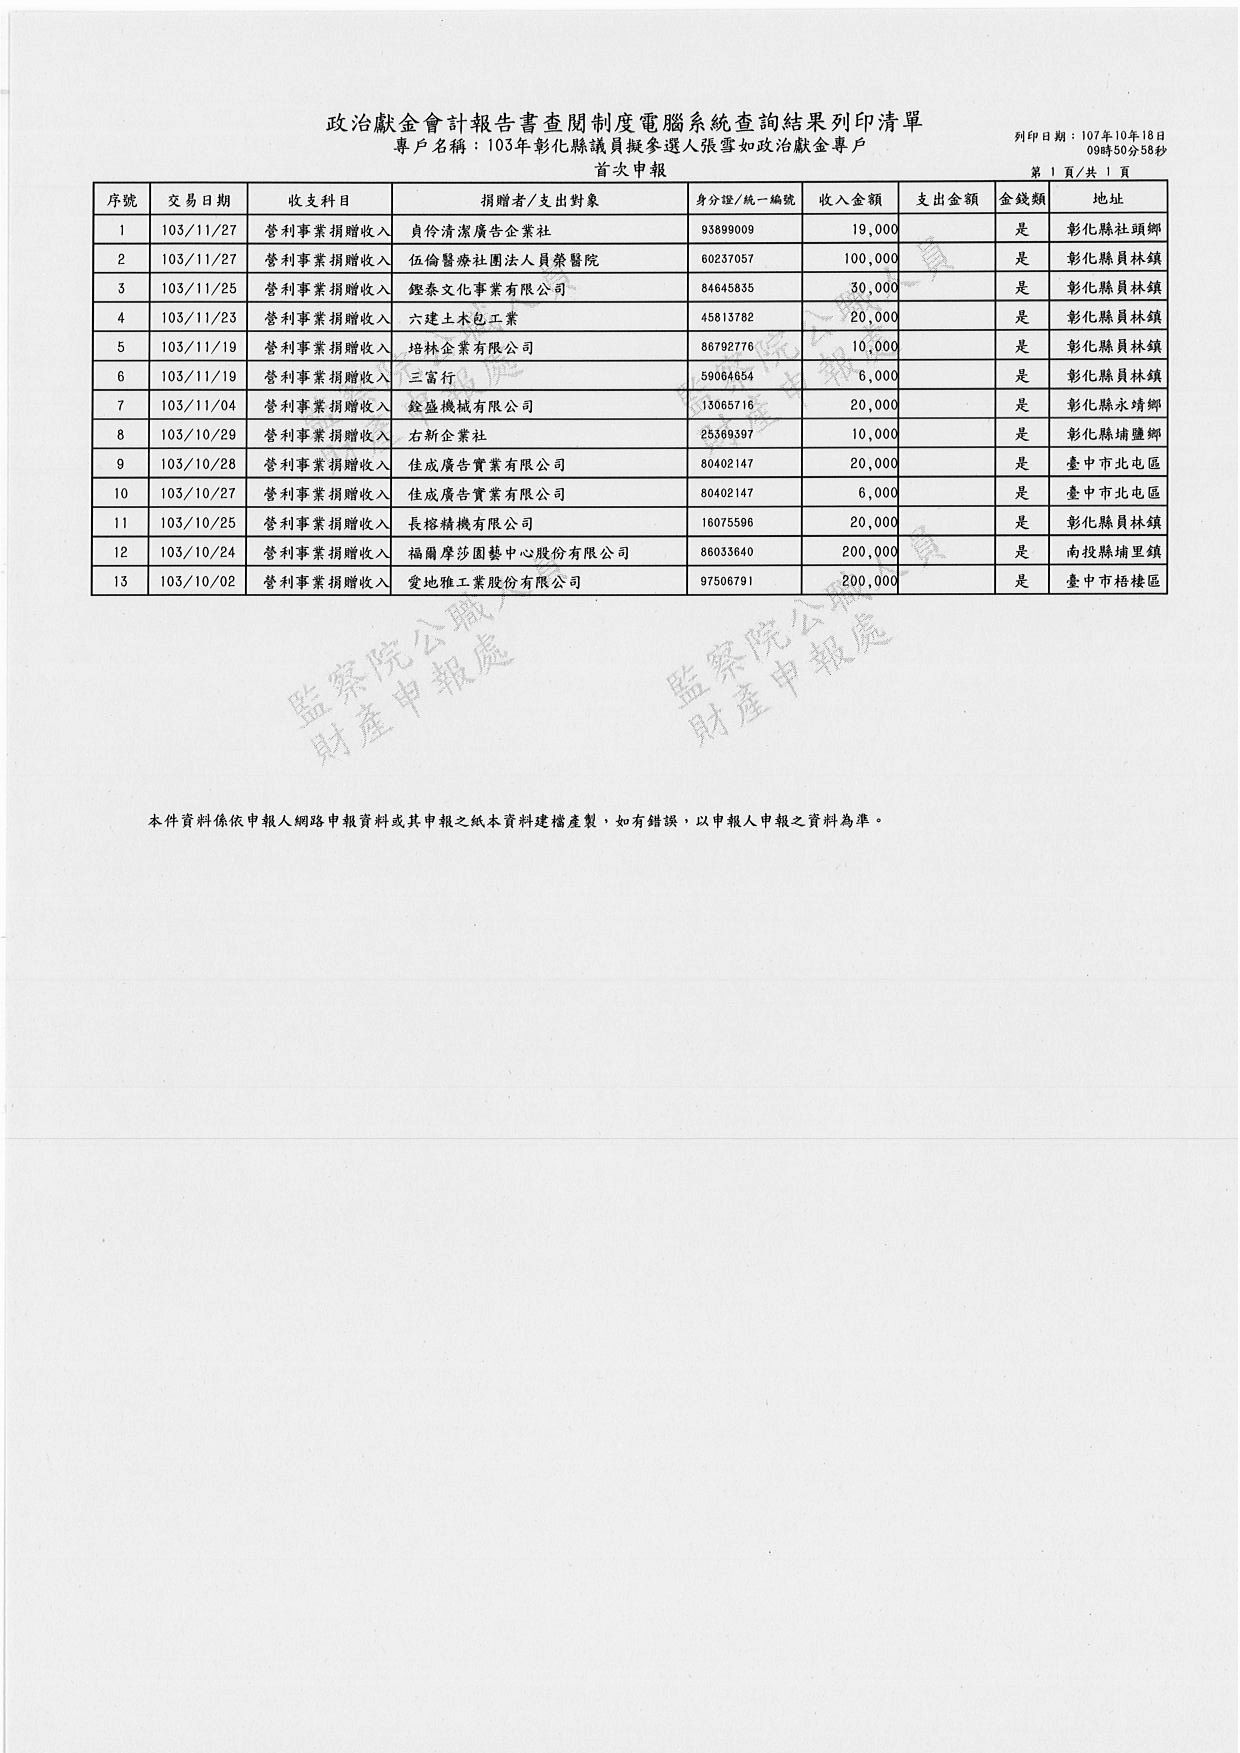 政治獻金會計報告書查閱制度電腦系統查詢結果列印清單
專戶名稱：103年彰化縣議員擬參選人張雪如政治獻金專戶
首次申報
列印日期：107年10年18日
09時50分58秒
第 1 頁/共 1 頁
序號 交易日期 收支科目 捐贈者/支出對象 身分證/統一編號 收入金額 支出金額 金錢類 地址
1 103/11/27 營利事業捐贈收入 貞伶清潔廣告企業社 93899009 19,000 是 彰化縣社頭鄉
2 103/11/27 營利事業捐贈收入 伍倫醫療社團法人員榮醫院 60237057 100,000 是 彰化縣員林鎮
3 103/11/25 營利事業捐贈收入 鏗泰文化事業有限公司 84645835 30,000 是 彰化縣員林鎮
4 103/11/23 營利事業捐贈收入 六建土木包工業 45813782 20,000 是 彰化縣員林鎮
5 103/11/19 營利事業捐贈收入 培林企業有限公司 86792776 10,000 是 彰化縣員林鎮
6 103/11/19 營利事業捐贈收入 三富行 59064654 6,000 是 彰化縣員林鎮
7 103/11/04 營利事業捐贈收入 銓盛機械有限公司 13065716 20,000 是 彰化縣永靖鄉
8 103/10/29 營利事業捐贈收入 右新企業社 25369397 10,000 是 彰化縣埔鹽鄉
9 103/10/28 營利事業捐贈收入 佳成廣告實業有限公司 80402147 20,000 是 臺中市北屯區
10 103/10/27 營利事業捐贈收入 佳成廣告實業有限公司 80402147 6,000 是 臺中市北屯區
11 103/10/25 營利事業捐贈收入 長榕精機有限公司 16075596 20,000 是 彰化縣員林鎮
12 103/10/24 營利事業捐贈收入 福爾摩莎園藝中心股份有限公司 86033640 200,000 是 南投縣埔里鎮
13 103/10/02 營利事業捐贈收入 愛地雅工業股份有限公司 97506791 200,000 是 臺中市梧棲區
監察院公職人員
財產申報處
監察院公職人員
財產申報處
監察院公職人員
財產申報處
監察院公職人員
財產申報處
本件資料係依申報人網路申報資料或其申報之紙本資料建檔產製，如有錯誤，以申報人申報之資料為準。